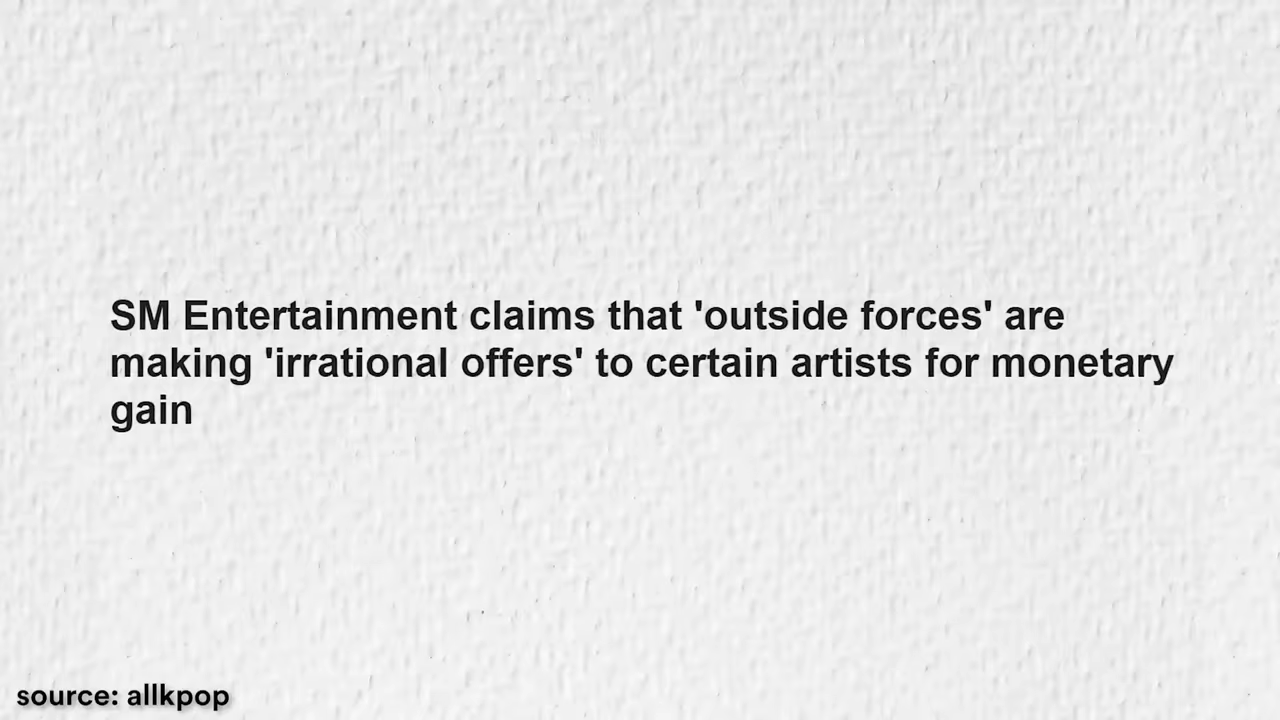 SM Entertainment claims that 'outside forces' are
making 'irrational offers' to certain artists for monetary
gain
source: allkpop